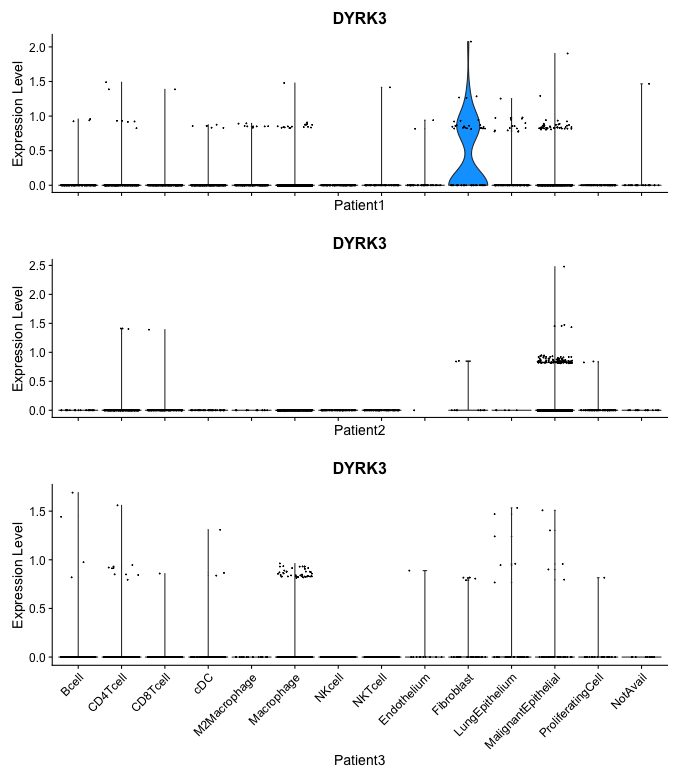 DYRK3
Expression Level
2.0
1.5
1.0
0.5
0.0
Patient1
DYRK3
Expression Level
2.5
2.0
1.5
1.0
0.5
0.0
Patient2
DYRK3
Expression Level
1.5
1.0
0.5
0.0
Bcell
CD4Tcell
CD8Tcell
cDC
M2Macrophage
Macrophage
NKcell
NKTcell
Endothelium
Fibroblast
LungEpithelium
MalignantEpithelial
ProliferatingCell
NotAvail
Patient3